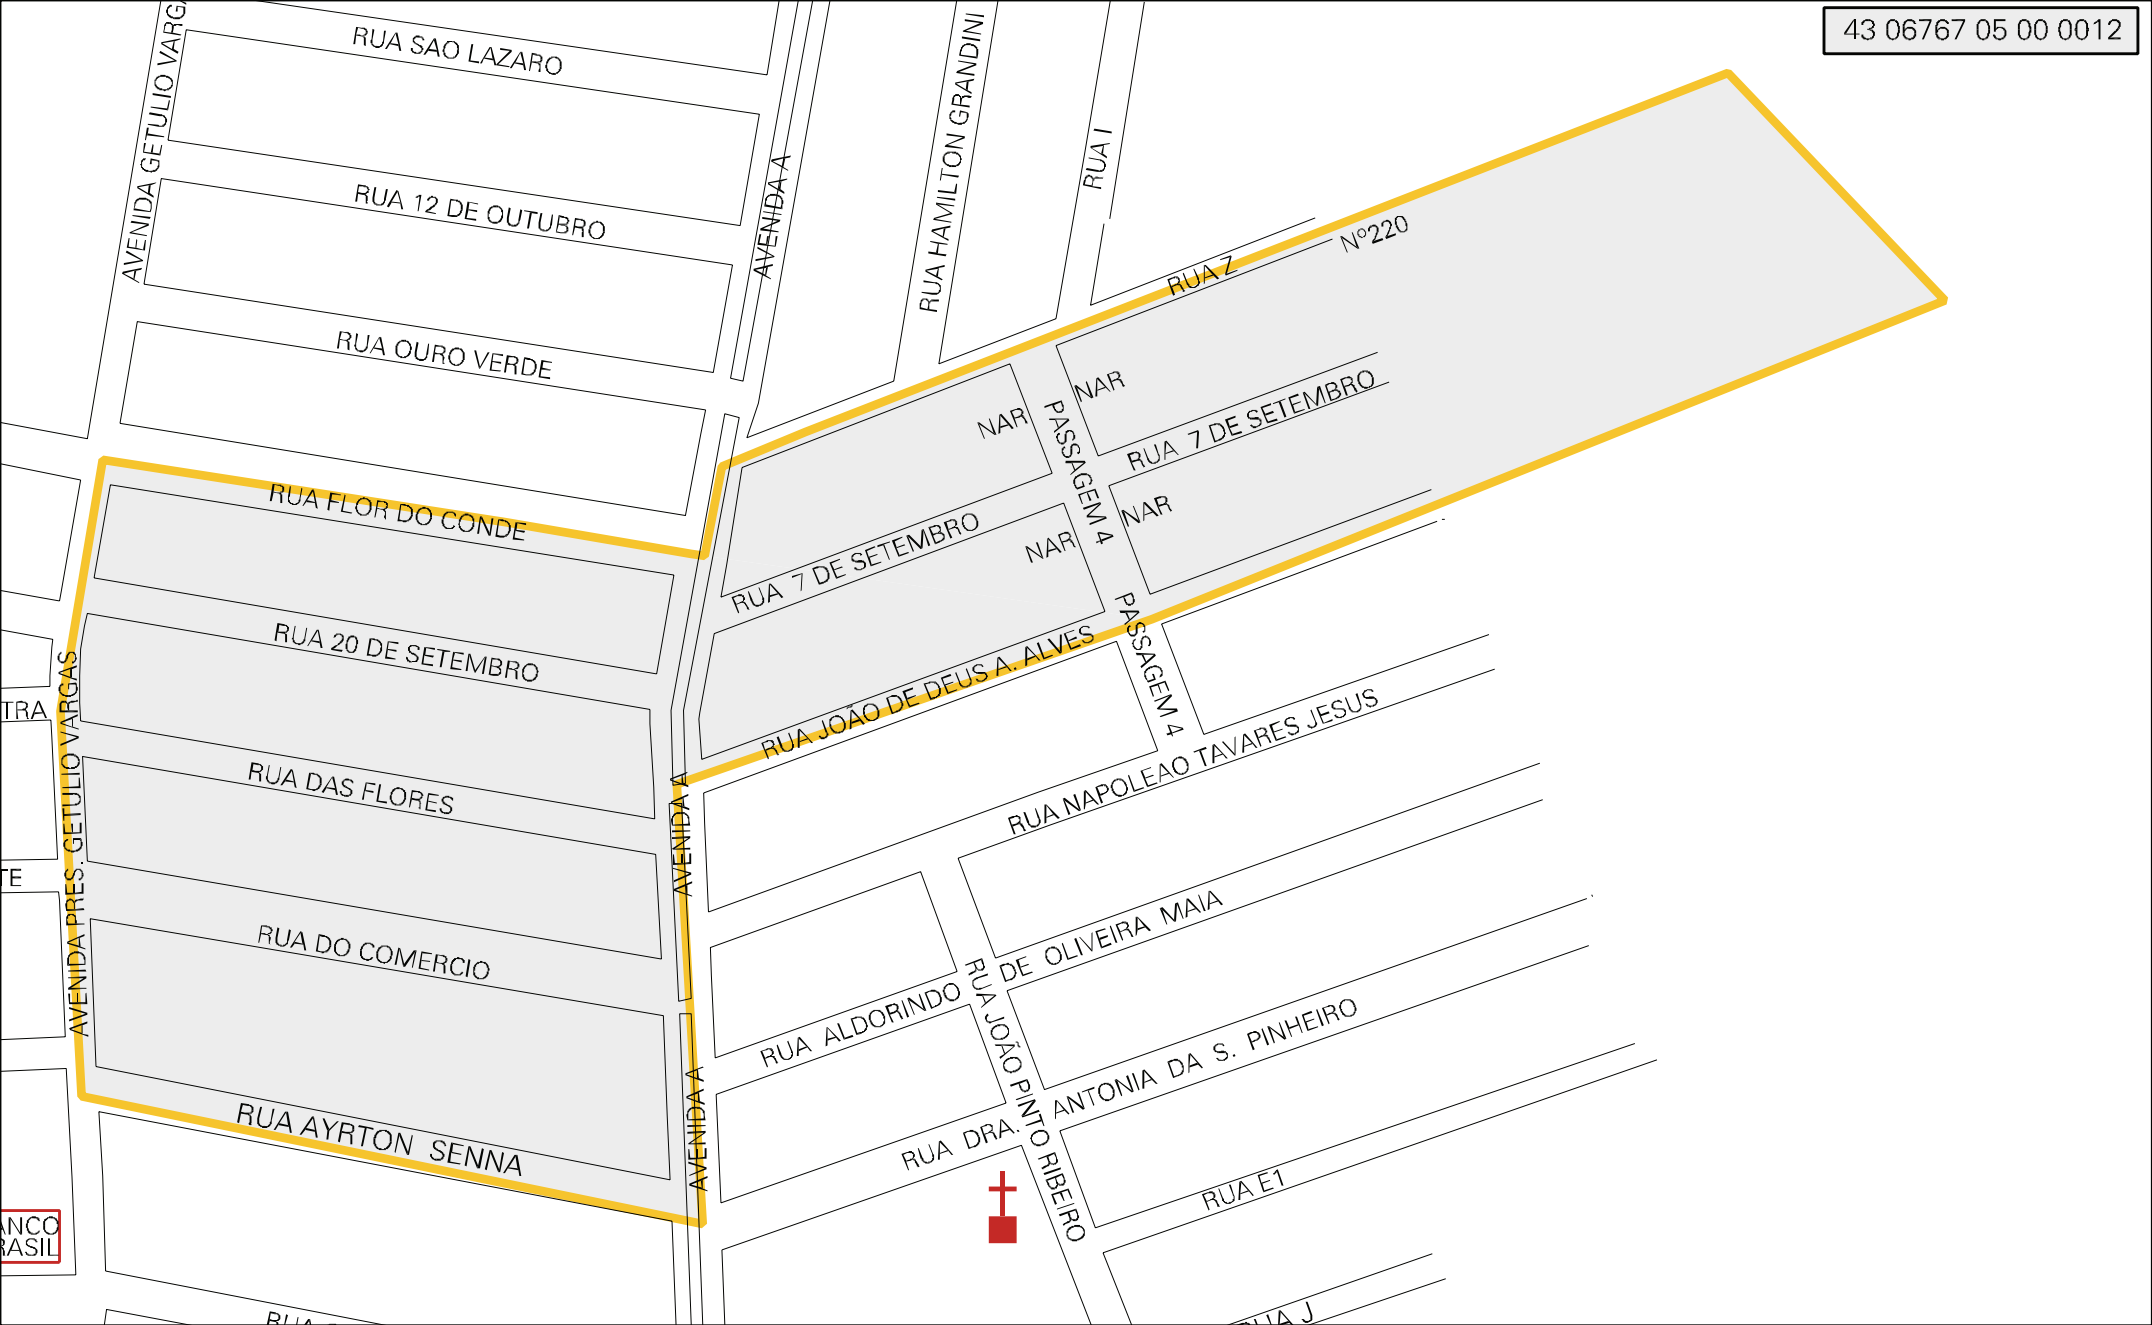 43 06767 05 00 0012
RUA SAO LAZARO
AVENIDA GETULIO
RUA HAMILTON GRANDINI
RUA I
AVENIDA A
RUA 12 DE OUTUBRO
Nº220
RUA Z
RUA OURO VERDE
NAR
NAR
PASSAGEM 4
RUA 7 DE SETEMBRO
RUA FLOR DO CONDE
NAR
NAR
RUA 7 DE SETEMBRO
RUA 20 DE SETEMBRO
PASSAGEM 4
RUA JOÃO DE DEUS A. ALVES
AVENIDA PRES. GETULIO VARGAS
TRA
RUA DAS FLORES
AVENIDA A
RUA NAPOLEAO TAVARES JESUS
TE
RUA DO COMERCIO
RUA ALDORINDO DE OLIVEIRA MAIA
RUA JOÃO PINTO RIBEIRO
RUA DRA. ANTONIA DA S. PINHEIRO
AVENIDA A
RUA AYRTON SENNA
RUA E1
ANCO
RASIL
RUA J
RUA